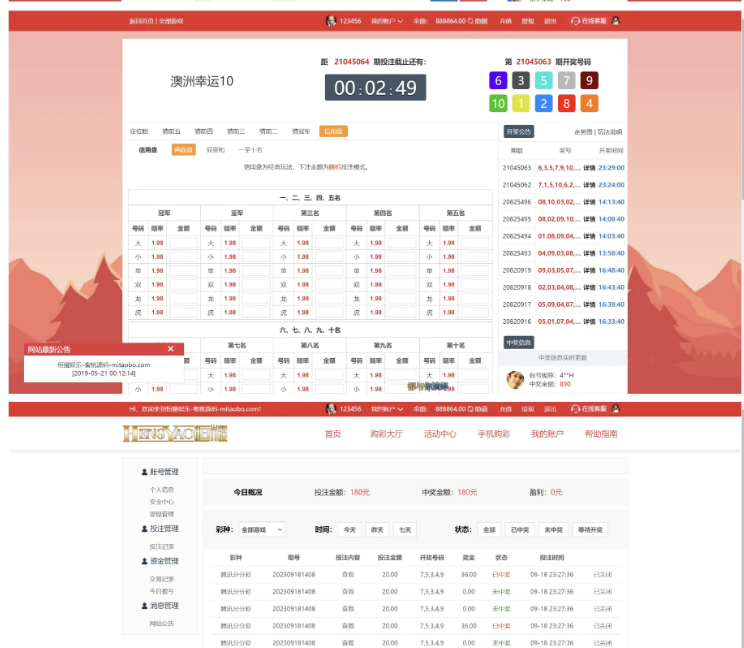 返回首页 | 全部游戏
123456 我的账户 余额: 888864.00 隐藏 充值 提现 退出 在线客服
距 21045064 期投注截止还有:
第 21045063 期开奖号码
澳洲幸运10
00:02:49
6 3 5 7 9
10 1 2 8 4
定位胆 猜前五 猜前四 猜前三 猜前二 猜冠军 信用盘
开奖公告 走势图 | 玩法说明
信用盘 两面盘 冠亚和 一至十名
期数 奖号 开奖时间
信用盘为经典玩法、下注金额为随机投注模式。
21045063 6,3,5,7,9,10,... 详情 23:29:00
21045062 7,1,5,10,6,2,... 详情 23:24:00
20825496 08,10,03,02,... 详情 14:13:40
20825495 08,02,09,10,... 详情 14:08:40
20825494 01,08,09,04,... 详情 14:03:40
20825493 04,09,03,08,... 详情 13:58:40
20820919 09,03,05,07,... 详情 16:48:40
20820918 02,03,04,08,... 详情 16:43:40
20820917 05,09,04,07,... 详情 16:38:40
20820916 05,01,07,04,... 详情 16:33:40
一、二、三、四、五名
冠军 亚军 第三名 第四名 第五名
号码 赔率 金额 号码 赔率 金额 号码 赔率 金额 号码 赔率 金额 号码 赔率 金额
大 1.98 大 1.98 大 1.98 大 1.98 大 1.98
小 1.98 小 1.98 小 1.98 小 1.98 小 1.98
单 1.98 单 1.98 单 1.98 单 1.98 单 1.98
双 1.98 双 1.98 双 1.98 双 1.98 双 1.98
龙 1.98 龙 1.98 龙 1.98 龙 1.98 龙 1.98
虎 1.98 虎 1.98 虎 1.98 虎 1.98 虎 1.98
六、七、八、九、十名
第七名 第八名 第九名 第十名
额 号码 赔率 金额 号码 赔率 金额 号码 赔率 金额 号码 赔率 金额
大 1.98 大 1.98 大 1.98 大 1.98
小 1.98 小 1.98 小 1.98 小 1.98 小 1.98
中奖信息
中奖信息实时更新
账号昵称: 4**H
中奖金额: 890
网站最新公告 ×
恒耀娱乐-蜜桃源码-mitaobo.com
[2019-05-21 00:12:14]
Hi, 欢迎来到恒耀娱乐-蜜桃源码-mitaobo.com!
123456 我的账户 余额: 888864.00 隐藏 充值 提现 退出 在线客服
HENGYAO恒耀
首页 购彩大厅 活动中心 手机购彩 我的账户 帮助指南
账号管理
个人信息
安全中心
提现管理
投注管理
投注记录
资金管理
交易记录
今日盈亏
消息管理
网站公告
今日概况 投注金额: 180元 中奖金额: 180元 盈利: 0元
彩种: 全部游戏 时间: 今天 昨天 七天 状态: 全部 已中奖 未中奖 等待开奖
彩种 期号 投注内容 投注金额 开奖号码 奖金 状态 投注时间
腾讯分分彩 202309181408 查看 20.00 7,5,3,4,9 36.00 已中奖 09-18 23:27:36 已关闭
腾讯分分彩 202309181408 查看 20.00 7,5,3,4,9 0.00 未中奖 09-18 23:27:36 已关闭
腾讯分分彩 202309181408 查看 20.00 7,5,3,4,9 0.00 未中奖 09-18 23:27:36 已关闭
腾讯分分彩 202309181408 查看 20.00 7,5,3,4,9 36.00 已中奖 09-18 23:27:36 已关闭
腾讯分分彩 202309181408 查看 20.00 7,5,3,4,9 0.00 未中奖 09-18 23:27:36 已关闭